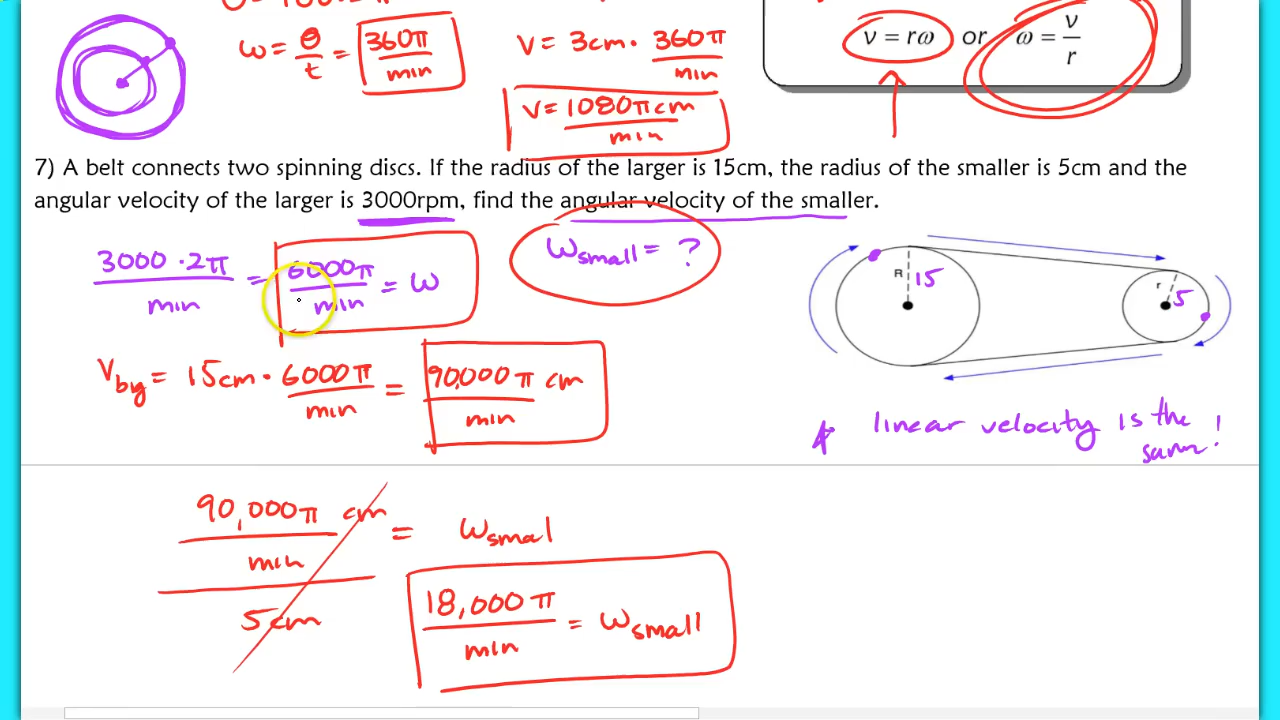 ω = θ/t = 360π/min
v = 3cm · 360π/min
v = 1080π cm/min
v = rω or ω = v/r
7) A belt connects two spinning discs. If the radius of the larger is 15cm, the radius of the smaller is 5cm and the
angular velocity of the larger is 3000rpm, find the angular velocity of the smaller.
3000 · 2π/min = 6000π/min = ω
ωsmall = ?
R 15
r 5
Vbig = 15cm · 6000π/min = 90,000π cm/min
* linear velocity is the
same!
90,000π cm/min / 5cm = ωsmal
18,000π/min = ωsmall